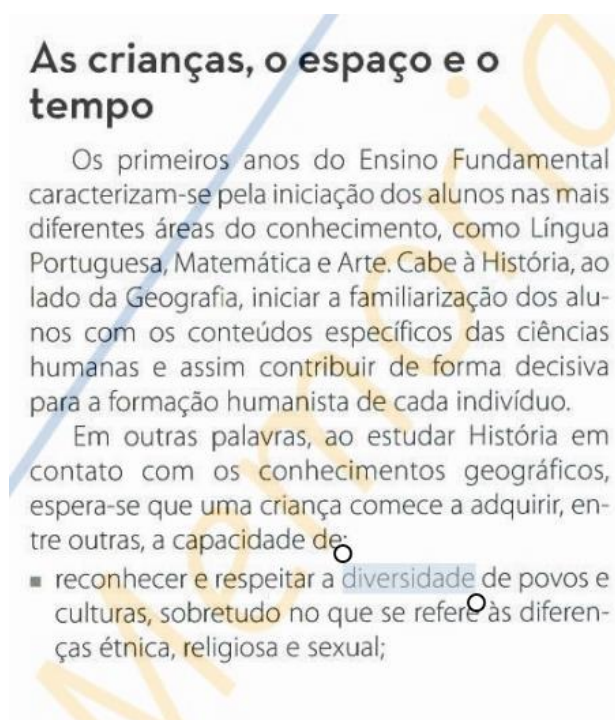 As crianças, o espaço e o
tempo
Os primeiros anos do Ensino Fundamental
caracterizam-se pela iniciação dos alunos nas mais
diferentes áreas do conhecimento, como Língua
Portuguesa, Matemática e Arte. Cabe à História, ao
lado da Geografia, iniciar a familiarização dos alu-
nos com os conteúdos específicos das ciências
humanas e assim contribuir de forma decisiva
para a formação humanista de cada indivíduo.
Em outras palavras, ao estudar História em
contato com os conhecimentos geográficos,
espera-se que uma criança comece a adquirir, en-
tre outras, a capacidade de:
▪ reconhecer e respeitar a diversidade de povos e
culturas, sobretudo no que se refere às diferen-
ças étnica, religiosa e sexual;
Memoria